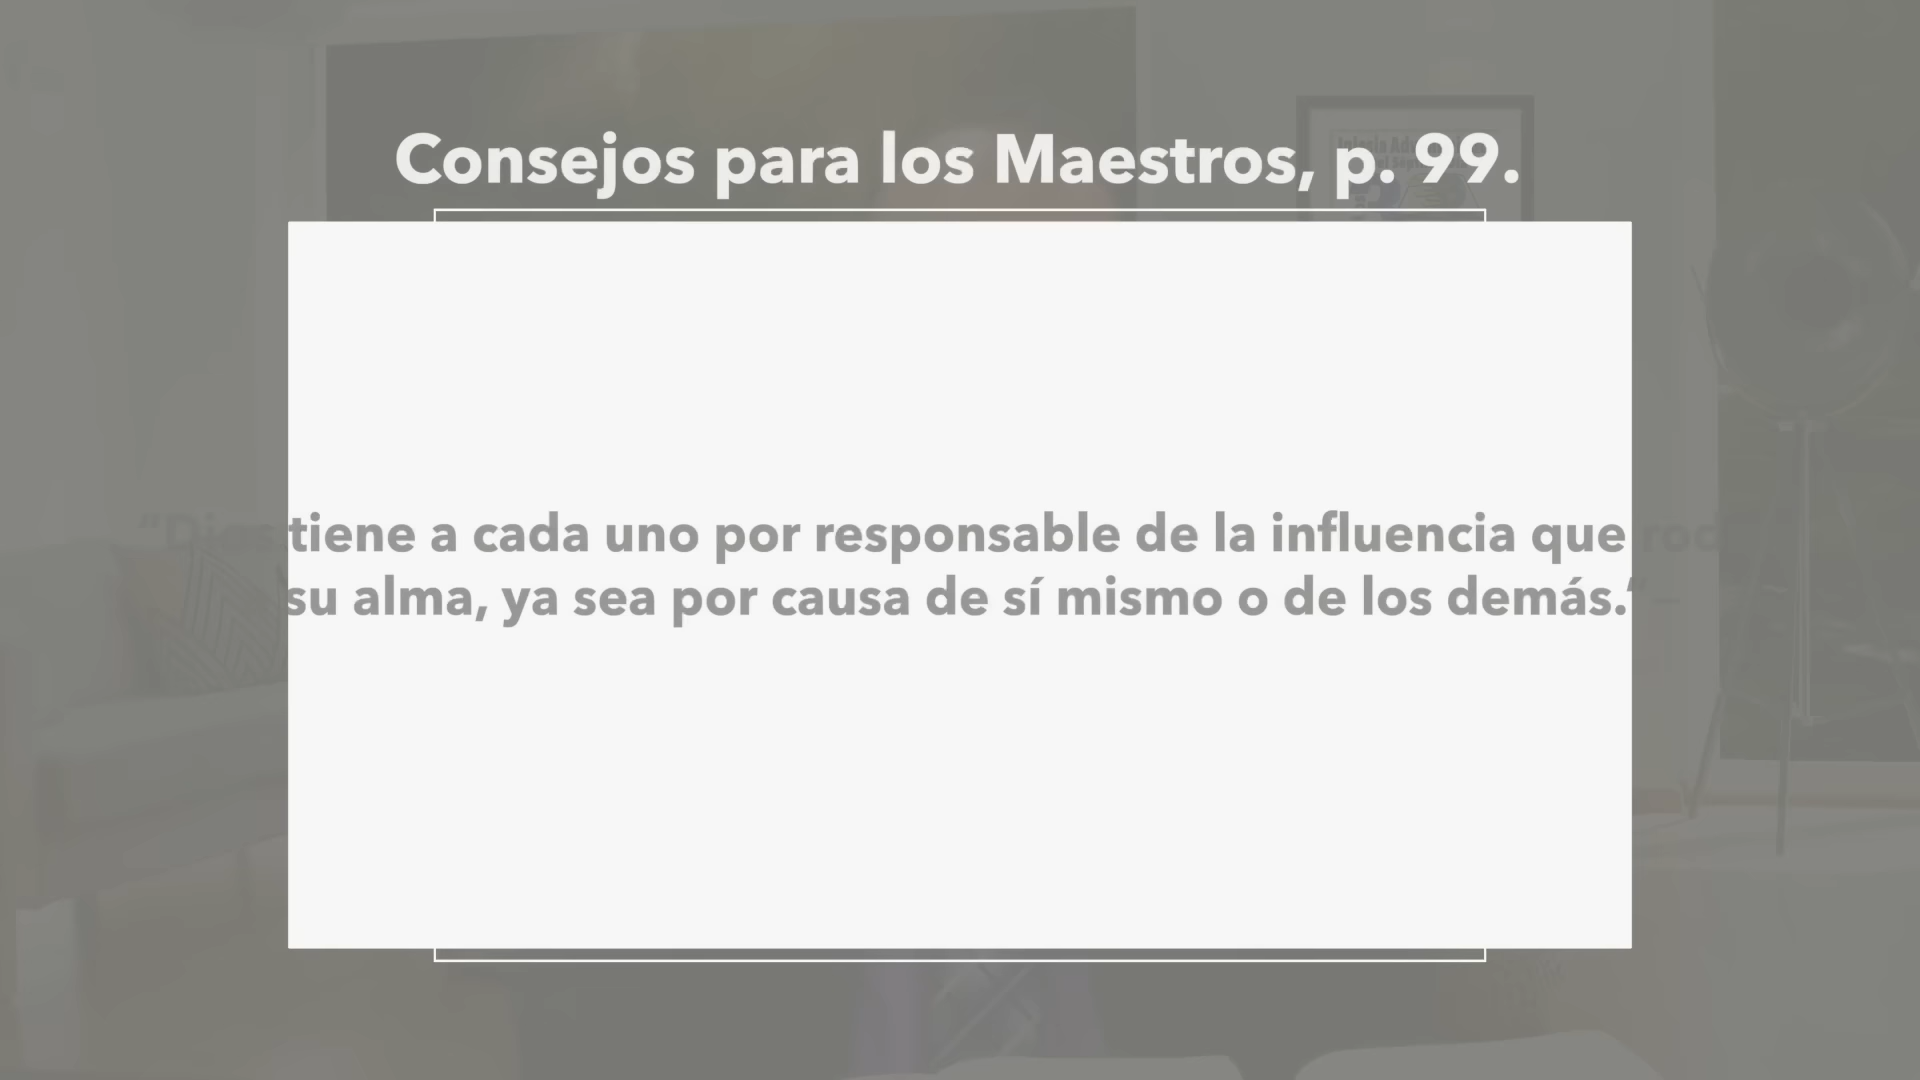 Consejos para los Maestros, p. 99.
“Dios tiene a cada uno por responsable de la influencia que
su alma, ya sea por causa de sí mismo o de los demás.”